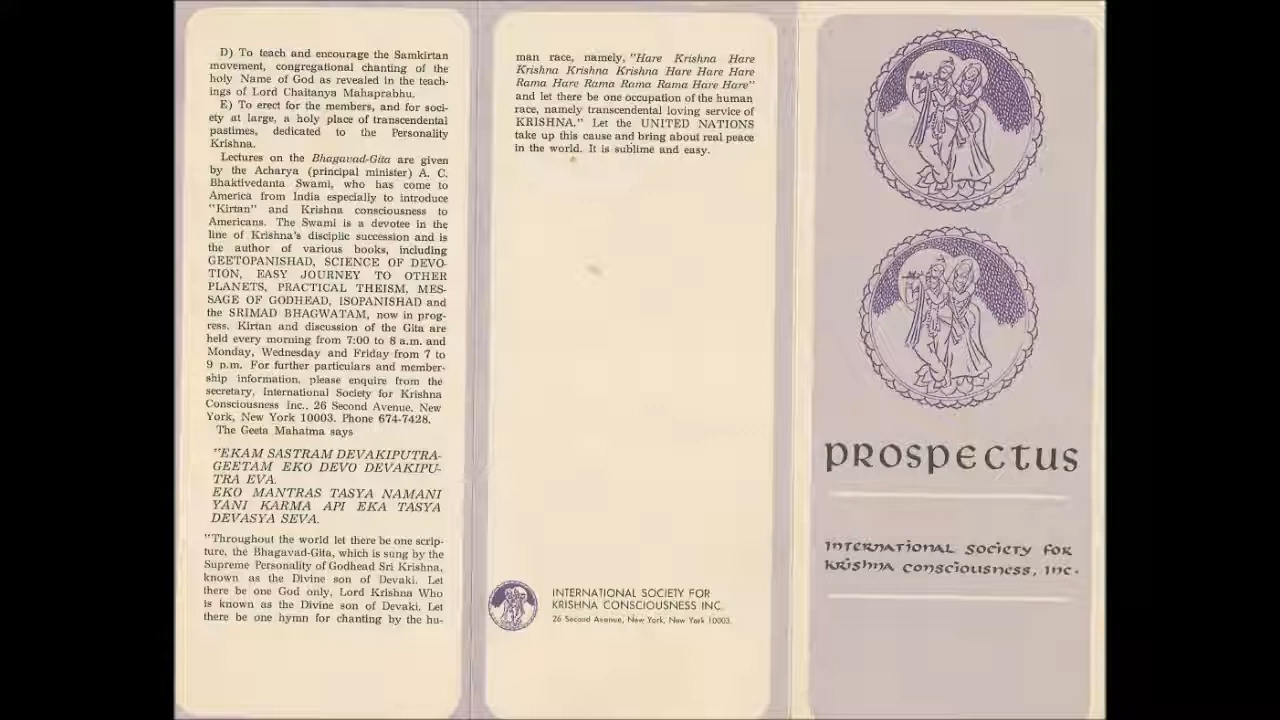 D) To teach and encourage the Samkirtan
movement, congregational chanting of the
holy Name of God as revealed in the teach-
ings of Lord Chaitanya Mahaprabhu.
E) To erect for the members, and for soci-
ety at large, a holy place of transcendental
pastimes, dedicated to the Personality
Krishna.
Lectures on the Bhagavad-Gita are given
by the Acharya (principal minister) A. C.
Bhaktivedanta Swami, who has come to
America from India especially to introduce
"Kirtan" and Krishna consciousness to
Americans. The Swami is a devotee in the
line of Krishna's disciplic succession and is
the author of various books, including
GEETOPANISHAD, SCIENCE OF DEVO-
TION, EASY JOURNEY TO OTHER
PLANETS, PRACTICAL THEISM, MES-
SAGE OF GODHEAD, ISOPANISHAD and
the SRIMAD BHAGWATAM, now in prog-
ress. Kirtan and discussion of the Gita are
held every morning from 7:00 to 8 a.m. and
Monday, Wednesday and Friday from 7 to
9 p.m. For further particulars and member-
ship information, please enquire from the
secretary, International Society for Krishna
Consciousness Inc., 26 Second Avenue, New
York, New York 10003. Phone 674-7428.
The Geeta Mahatma says
"EKAM SASTRAM DEVAKIPUTRA-
GEETAM EKO DEVO DEVAKIPU-
TRA EVA.
EKO MANTRAS TASYA NAMANI
YANI KARMA API EKA TASYA
DEVASYA SEVA.
"Throughout the world let there be one scrip-
ture, the Bhagavad-Gita, which is sung by the
Supreme Personality of Godhead Sri Krishna,
known as the Divine son of Devaki. Let
there be one God only, Lord Krishna Who
is known as the Divine son of Devaki. Let
there be one hymn for chanting by the hu-
man race, namely, "Hare Krishna Hare
Krishna Krishna Krishna Hare Hare Hare
Rama Hare Rama Rama Rama Hare Hare"
and let there be one occupation of the human
race, namely transcendental loving service of
KRISHNA." Let the UNITED NATIONS
take up this cause and bring about real peace
in the world. It is sublime and easy.
INTERNATIONAL SOCIETY FOR
KRISHNA CONSCIOUSNESS INC.
26 Second Avenue, New York, New York 10003
PROSPECTUS
INTERNATIONAL SOCIETY FOR
KRISHNA CONSCIOUSNESS, INC.